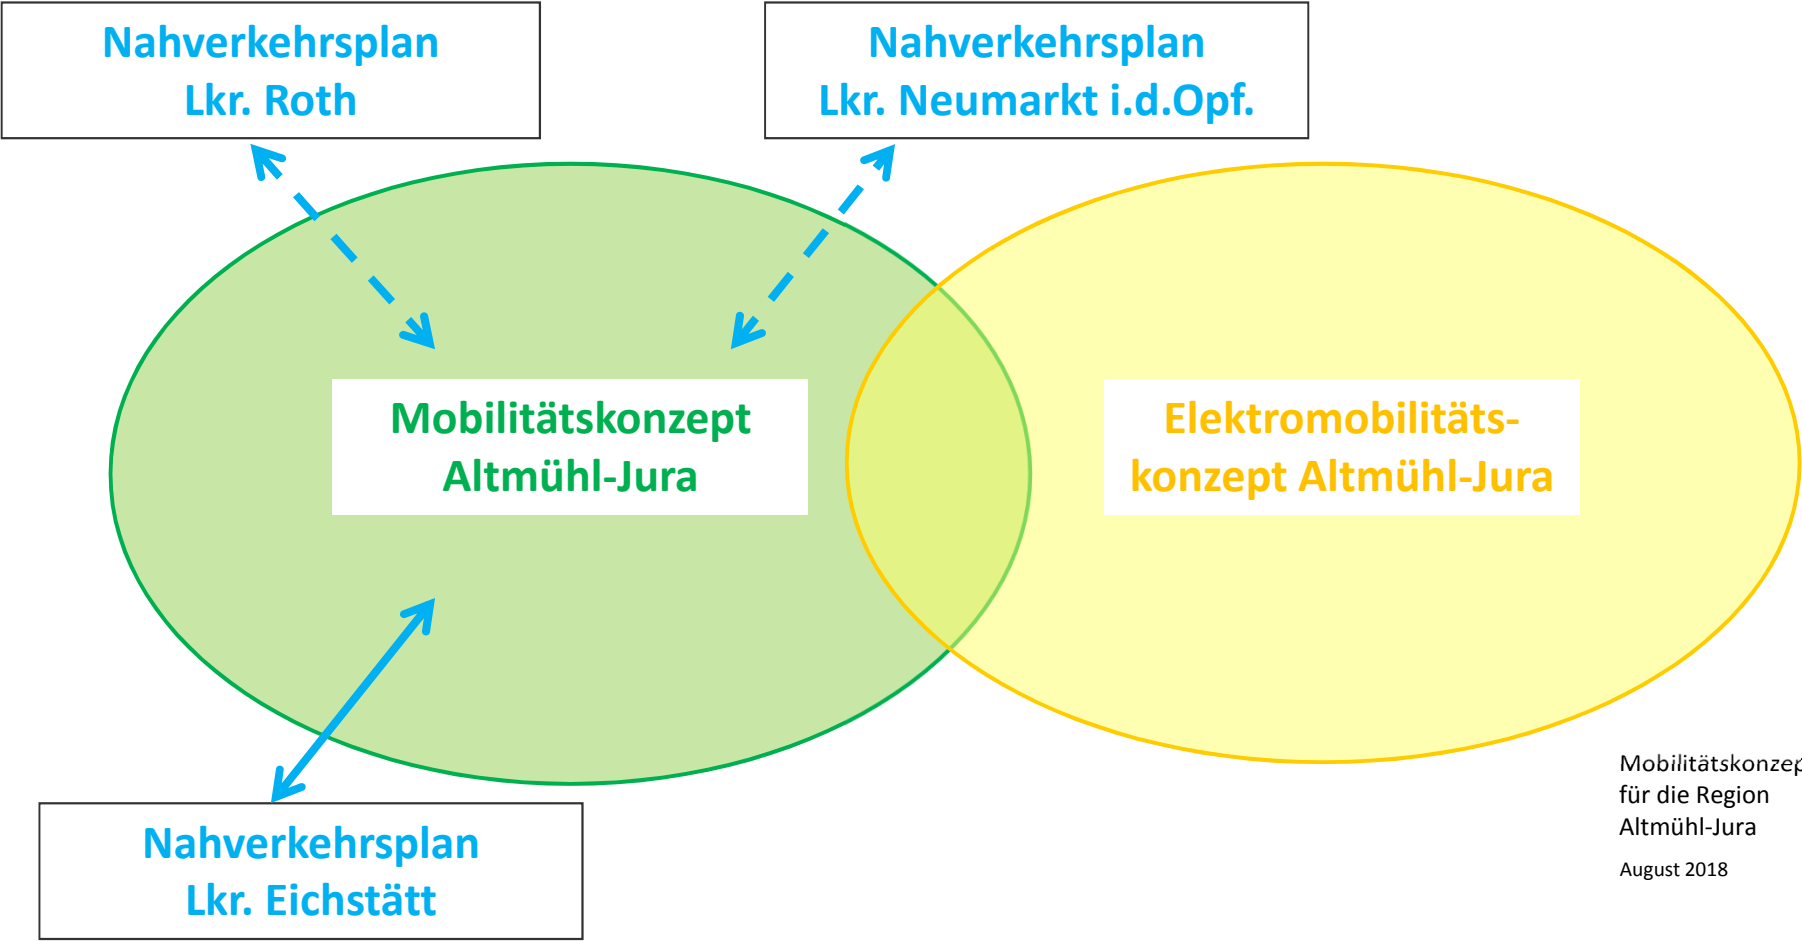 Nahverkehrsplan
Lkr. Roth
Nahverkehrsplan
Lkr. Neumarkt i.d.Opf.
Mobilitätskonzept
Altmühl-Jura
Elektromobilitäts-
konzept Altmühl-Jura
Nahverkehrsplan
Lkr. Eichstätt
Mobilitätskonzep
für die Region
Altmühl-Jura
August 2018